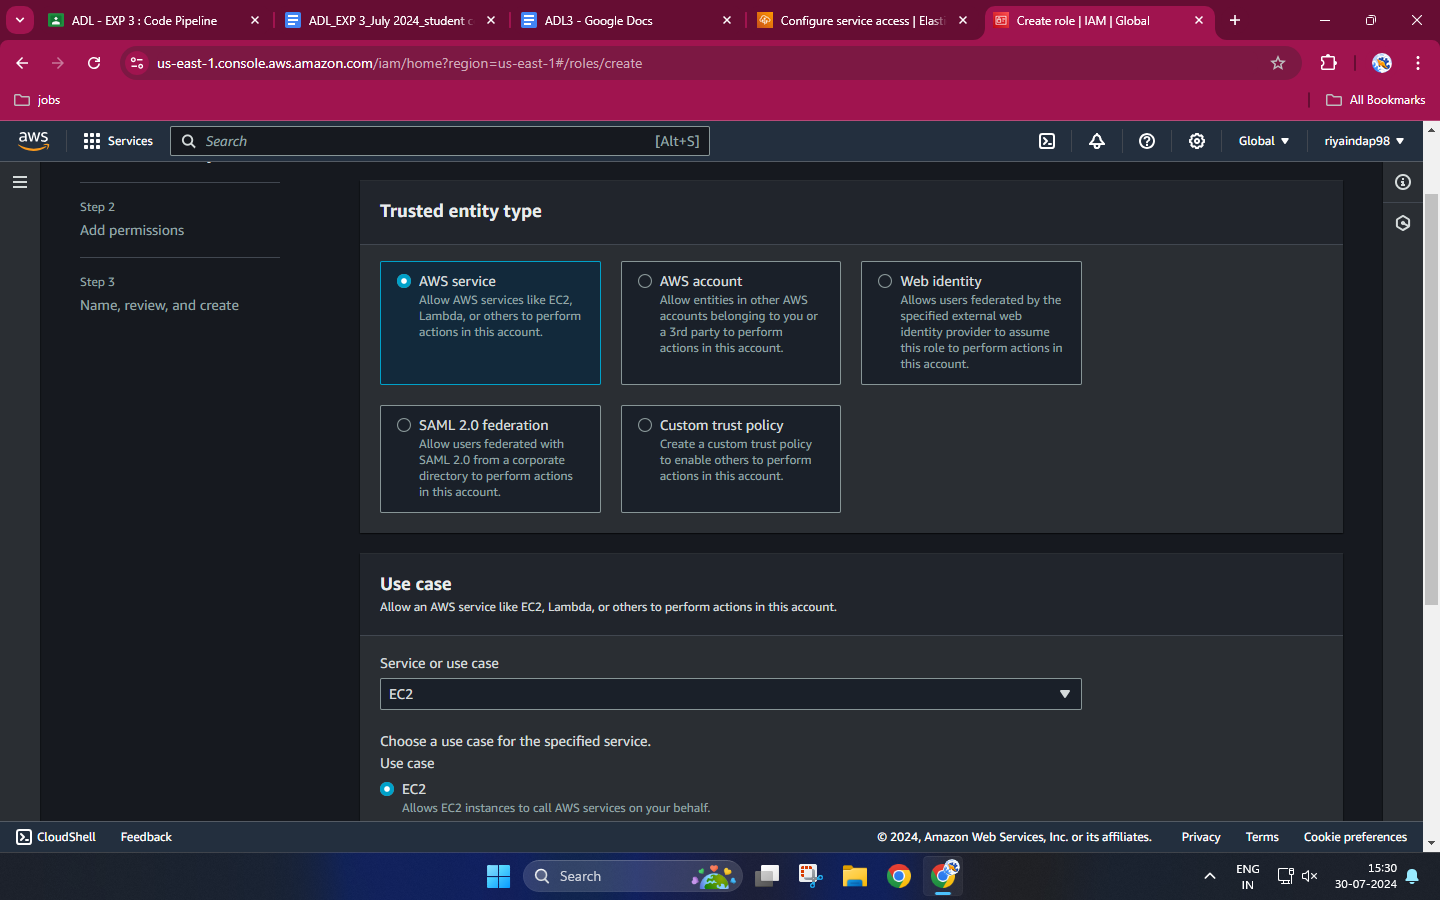 ADL - EXP 3 : Code Pipeline
ADL_EXP 3_July 2024_student c
ADL3 - Google Docs
Configure service access | Elasti
Create role | IAM | Global
us-east-1.console.aws.amazon.com/iam/home?region=us-east-1#/roles/create
jobs
All Bookmarks
aws
Services
Search
[Alt+S]
Global
riyaindap98
Step 2
Add permissions
Step 3
Name, review, and create
Trusted entity type
AWS service
Allow AWS services like EC2,
Lambda, or others to perform
actions in this account.
AWS account
Allow entities in other AWS
accounts belonging to you or
a 3rd party to perform
actions in this account.
Web identity
Allows users federated by the
specified external web
identity provider to assume
this role to perform actions in
this account.
SAML 2.0 federation
Allow users federated with
SAML 2.0 from a corporate
directory to perform actions
in this account.
Custom trust policy
Create a custom trust policy
to enable others to perform
actions in this account.
Use case
Allow an AWS service like EC2, Lambda, or others to perform actions in this account.
Service or use case
EC2
Choose a use case for the specified service.
Use case
EC2
Allows EC2 instances to call AWS services on your behalf.
CloudShell
Feedback
© 2024, Amazon Web Services, Inc. or its affiliates.
Privacy
Terms
Cookie preferences
Search
ENG
IN
15:30
30-07-2024